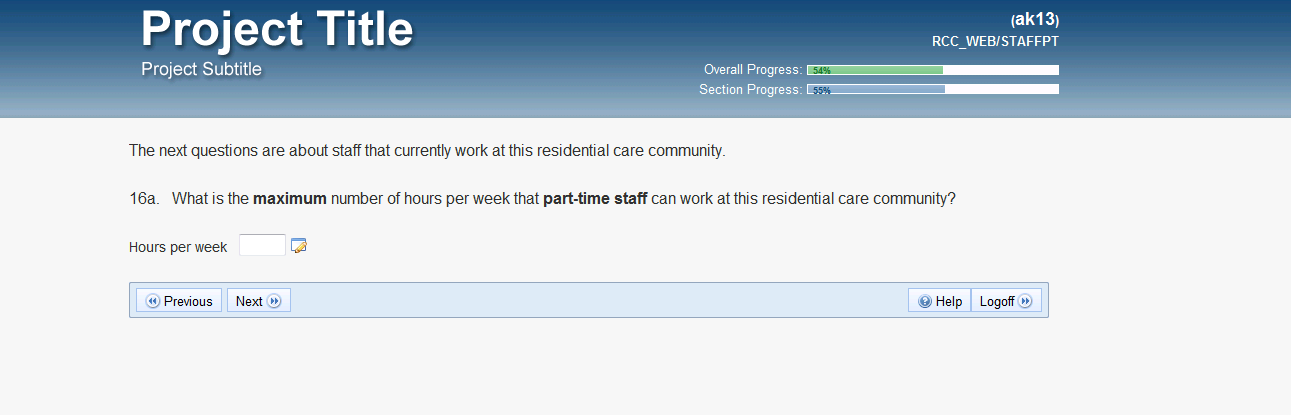 Project Title
Project Subtitle
(ak13)
RCC_WEB/STAFFPT
Overall Progress: 54%
Section Progress: 55%
The next questions are about staff that currently work at this residential care community.
16a. What is the maximum number of hours per week that part-time staff can work at this residential care community?
Hours per week
Previous Next Help Logoff